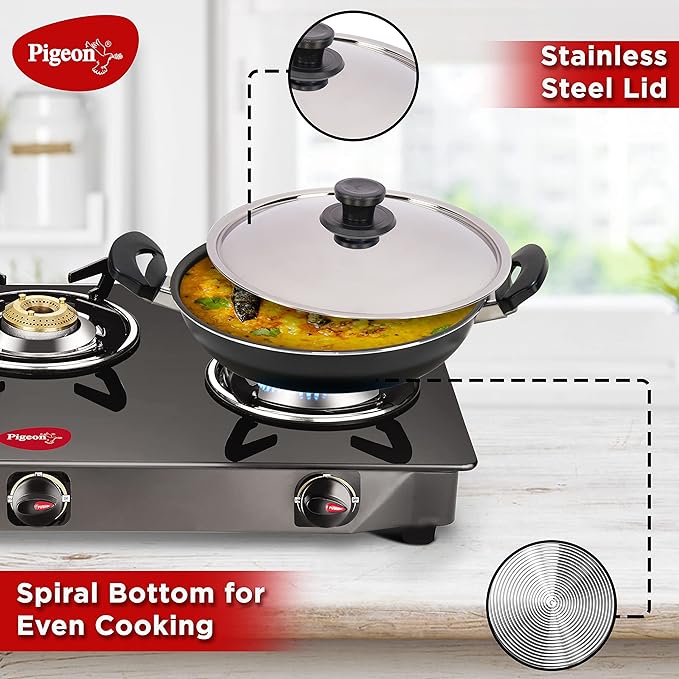 Pigeon®
Stainless
Steel Lid
Pigeon
Spiral Bottom for
Even Cooking